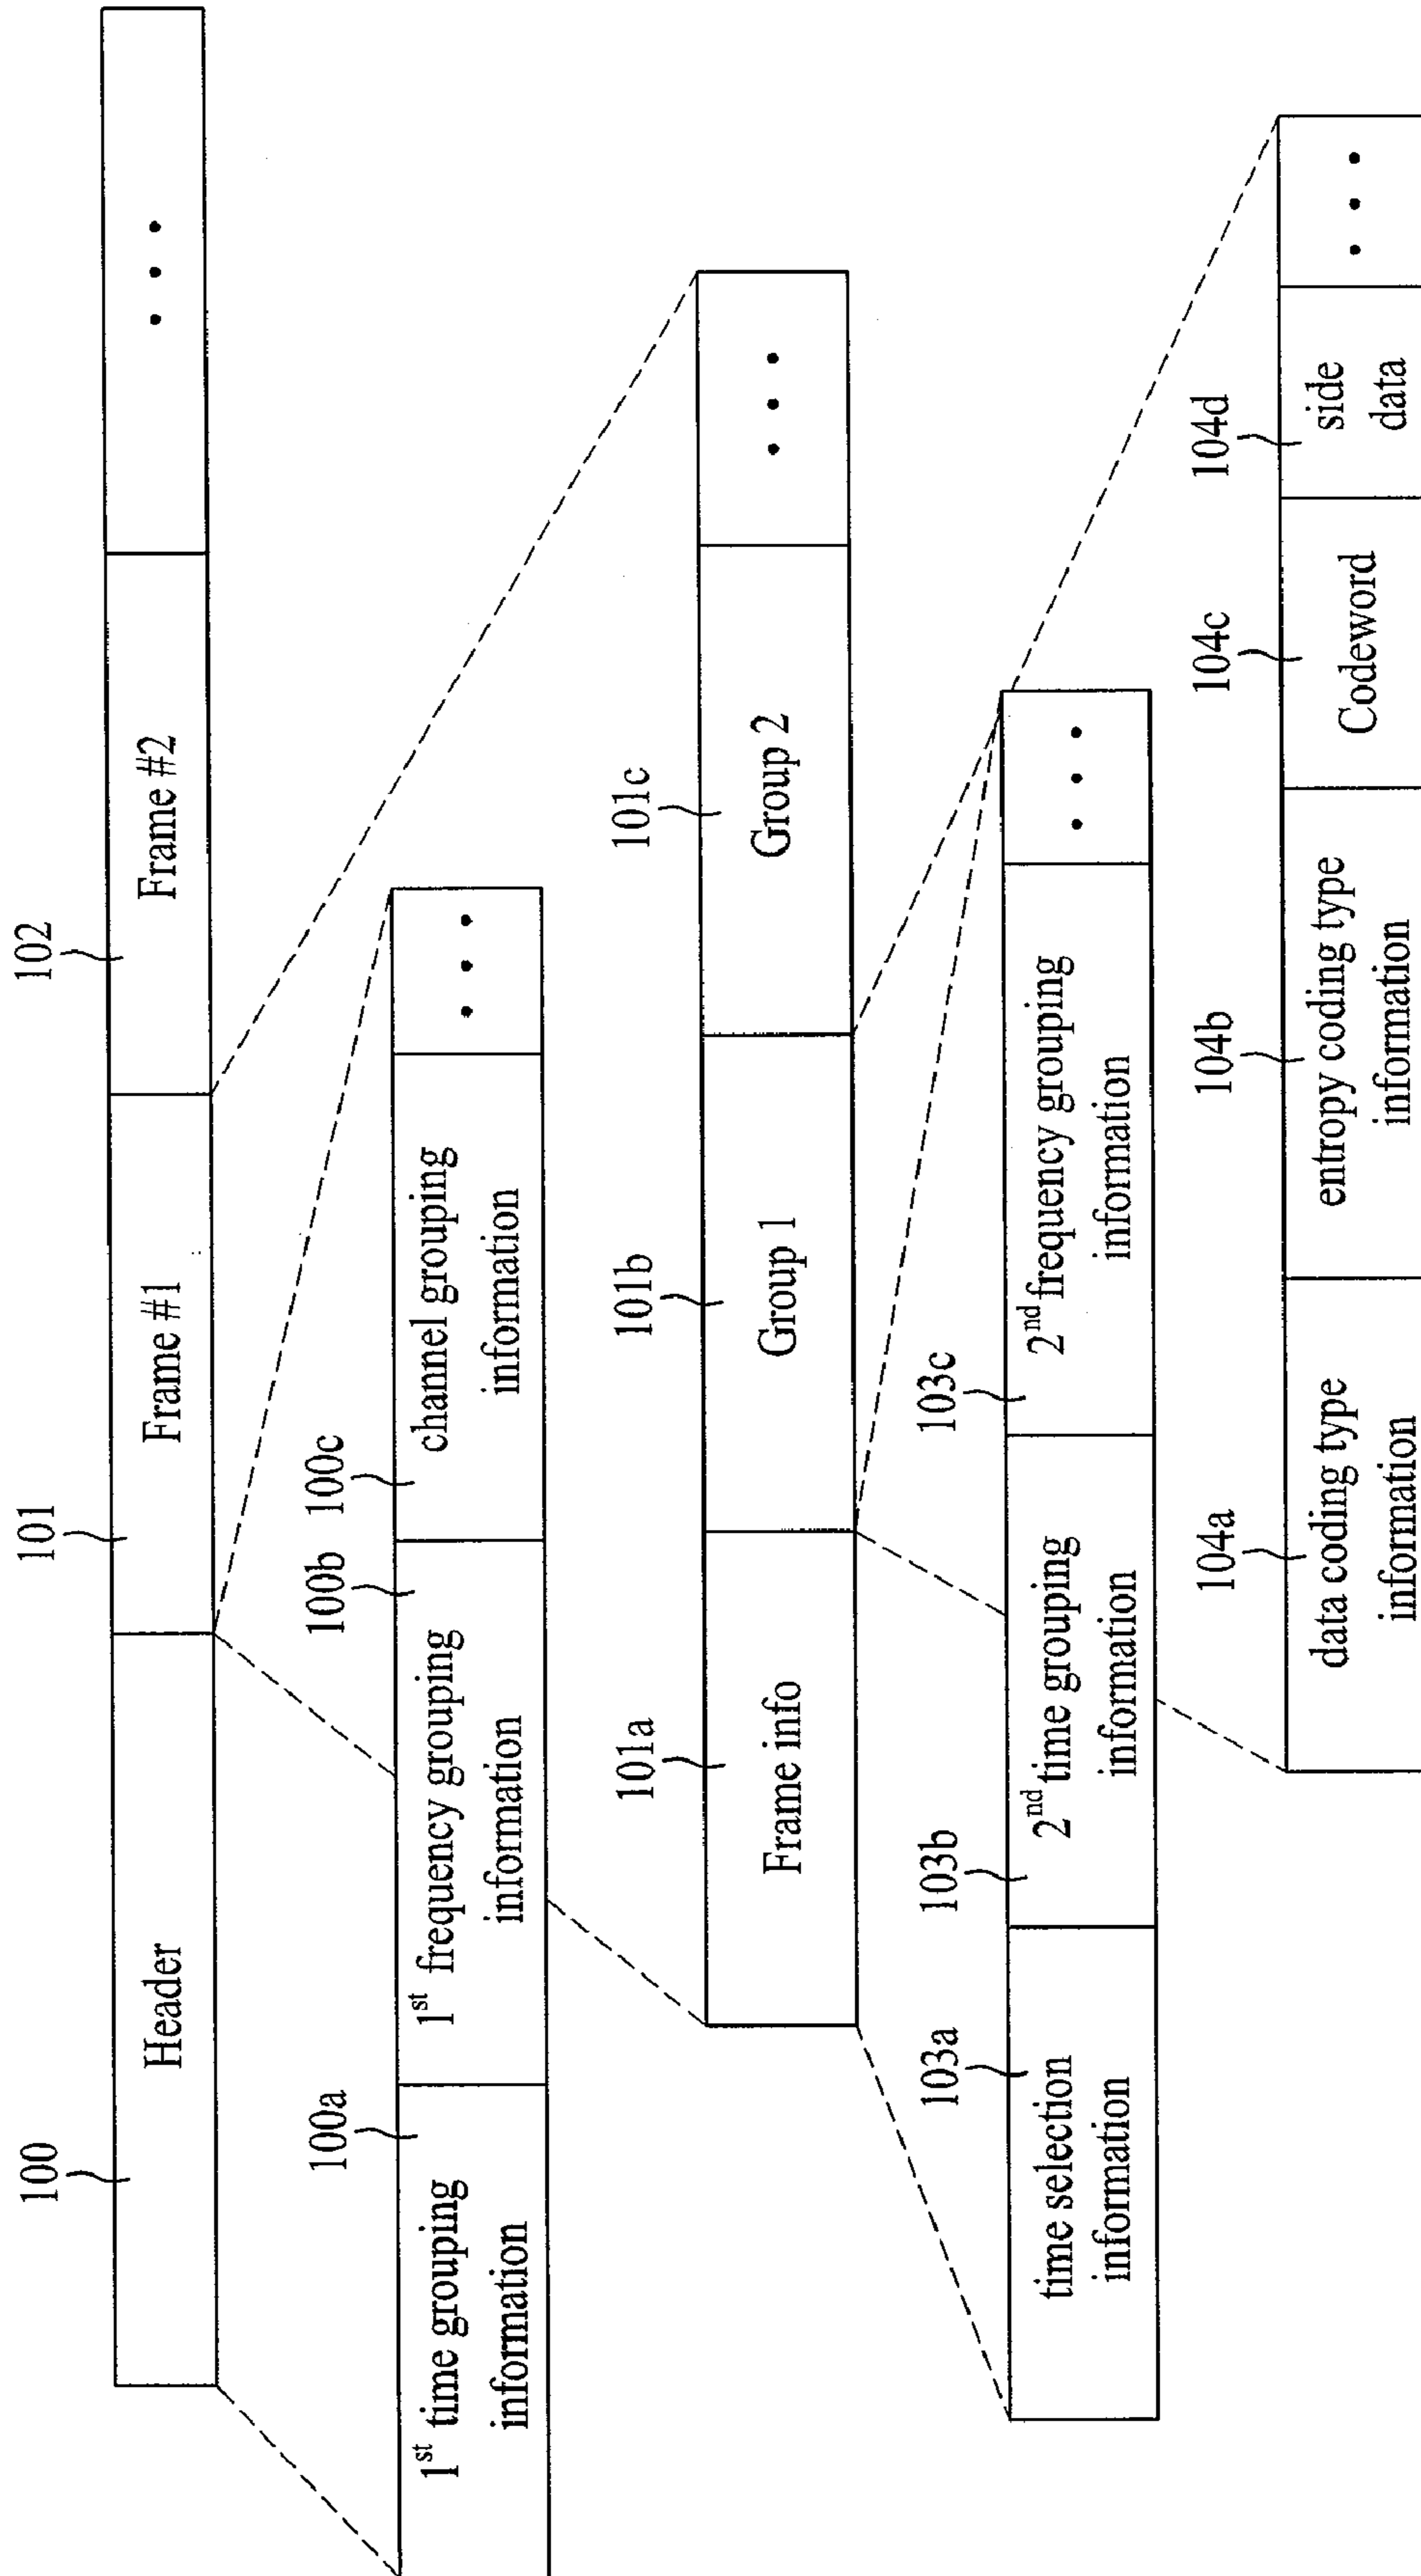 100
101
102
Header
Frame #1
Frame #2
• • •
100a
100b
100c
1st time grouping
information
1st frequency grouping
information
channel grouping
information
• • •
101a
101b
101c
Frame info
Group 1
Group 2
• • •
103a
103b
103c
time selection
information
2nd time grouping
information
2nd frequency grouping
information
• • •
104a
104b
104c
104d
data coding type
information
entropy coding type
information
Codeword
side
data
• • •